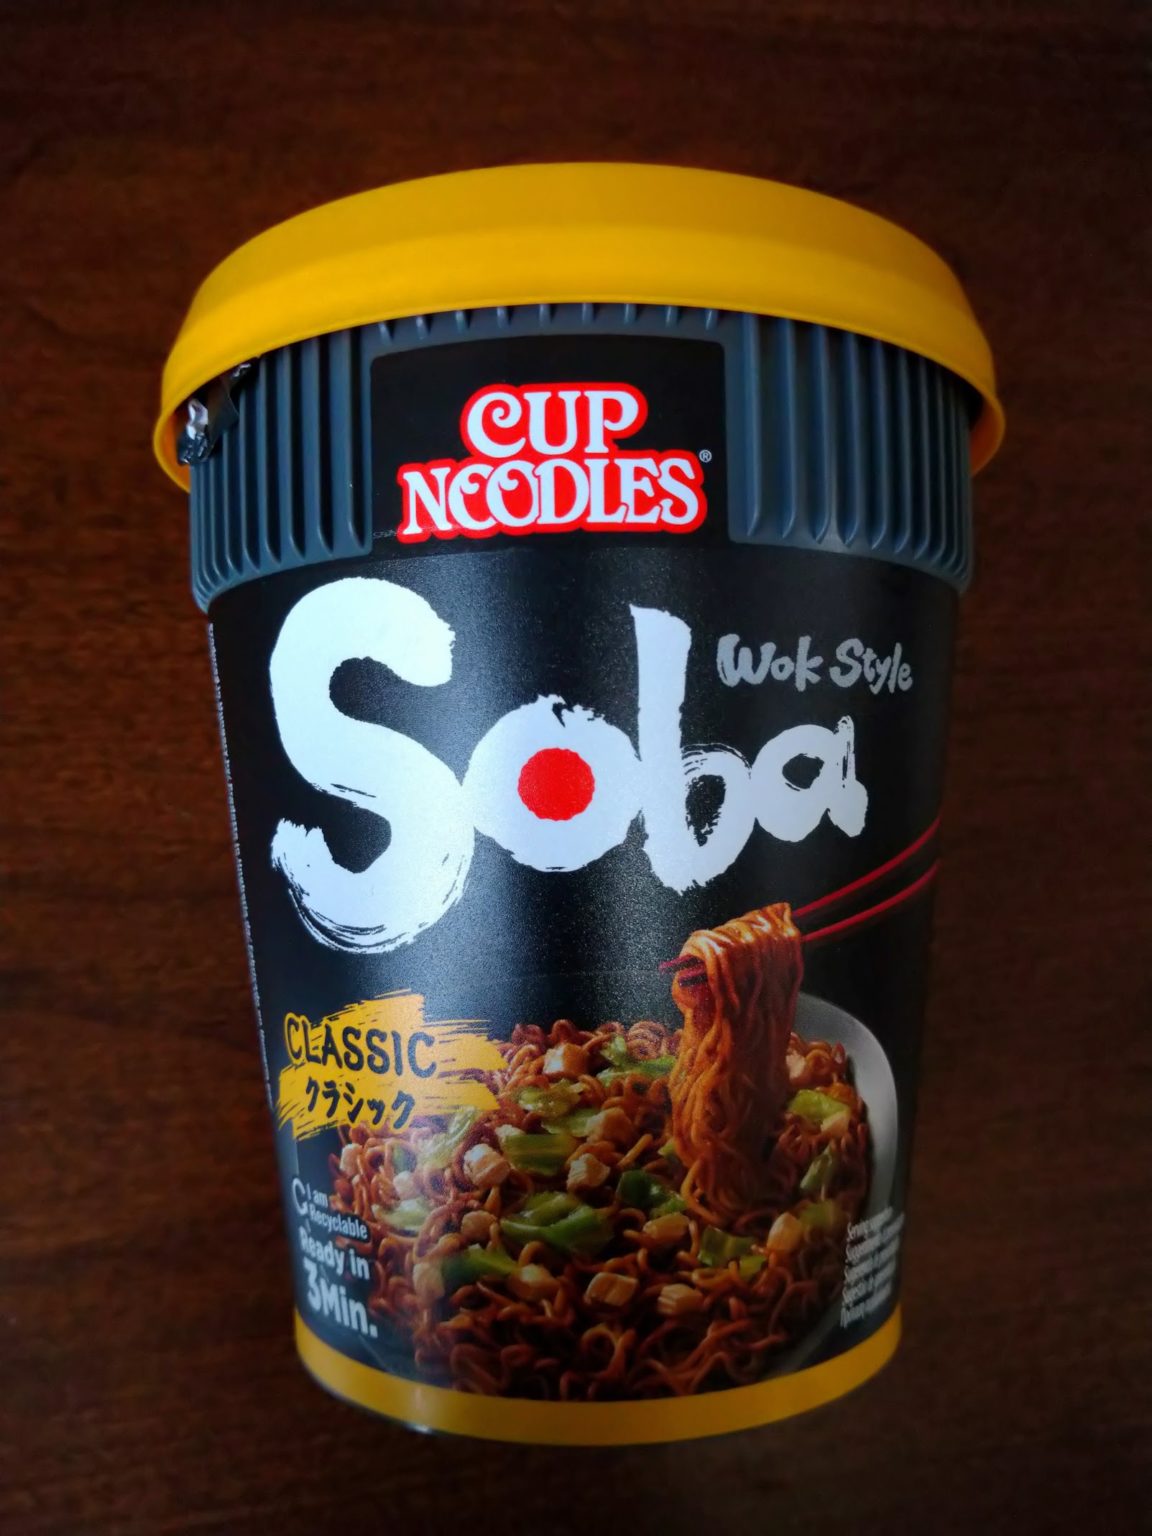 CUP
NOODLES®
Wok Style
Soba
CLASSIC
クラシック
I am
Recyclable
Ready in
3Min.